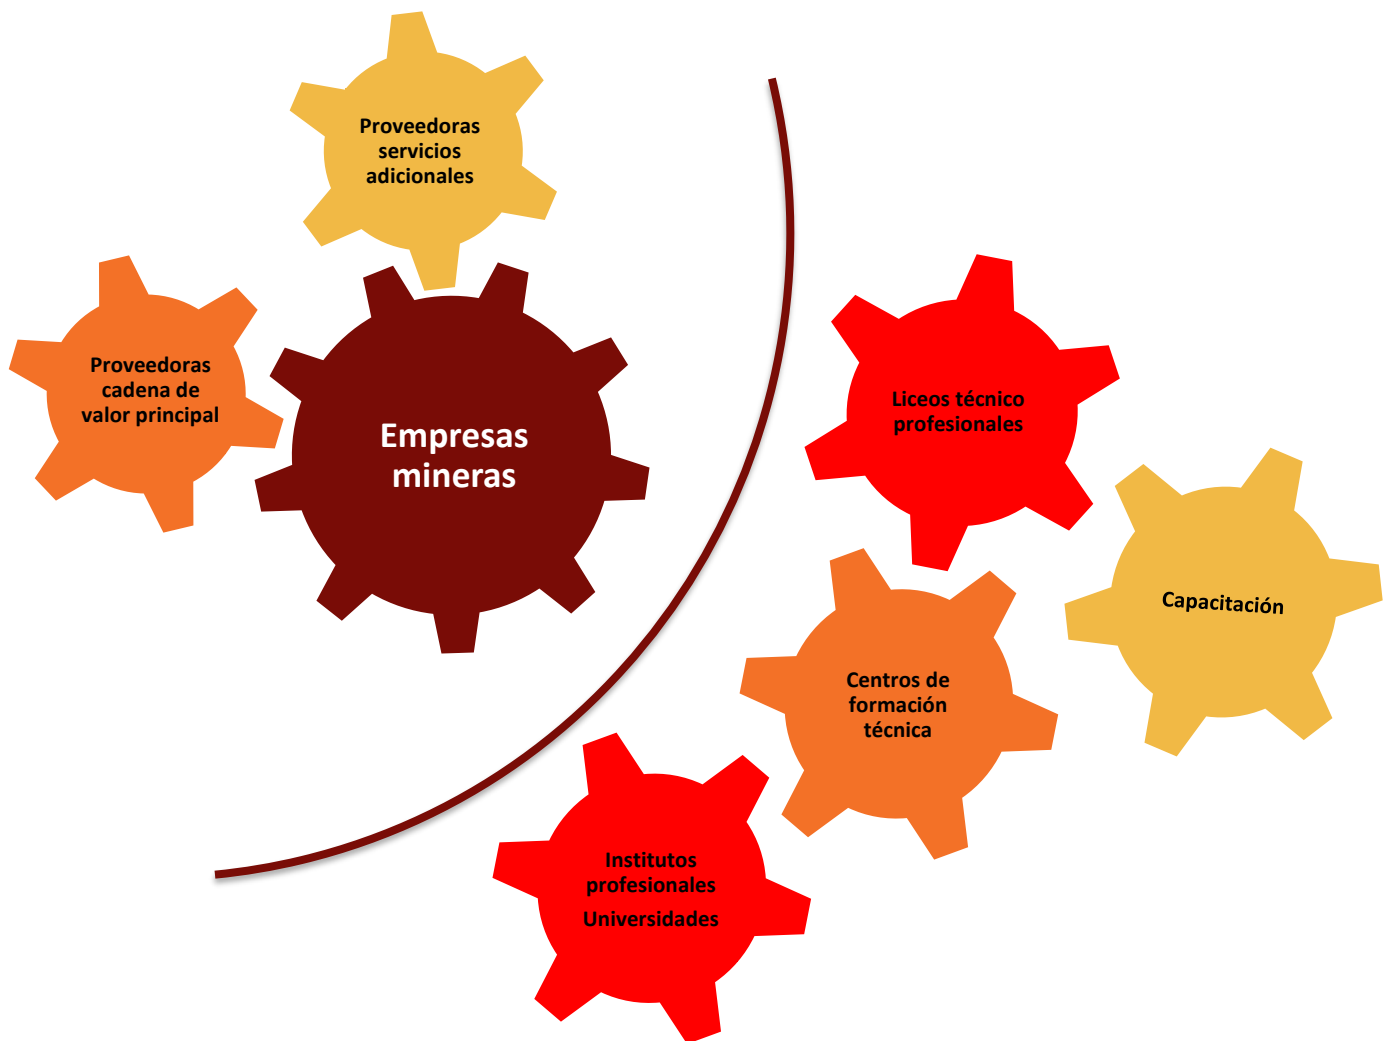 Proveedoras
servicios
adicionales
Proveedoras
cadena de
valor principal
Empresas
mineras
Liceos técnico
profesionales
Capacitación
Centros de
formación
técnica
Institutos
profesionales
Universidades